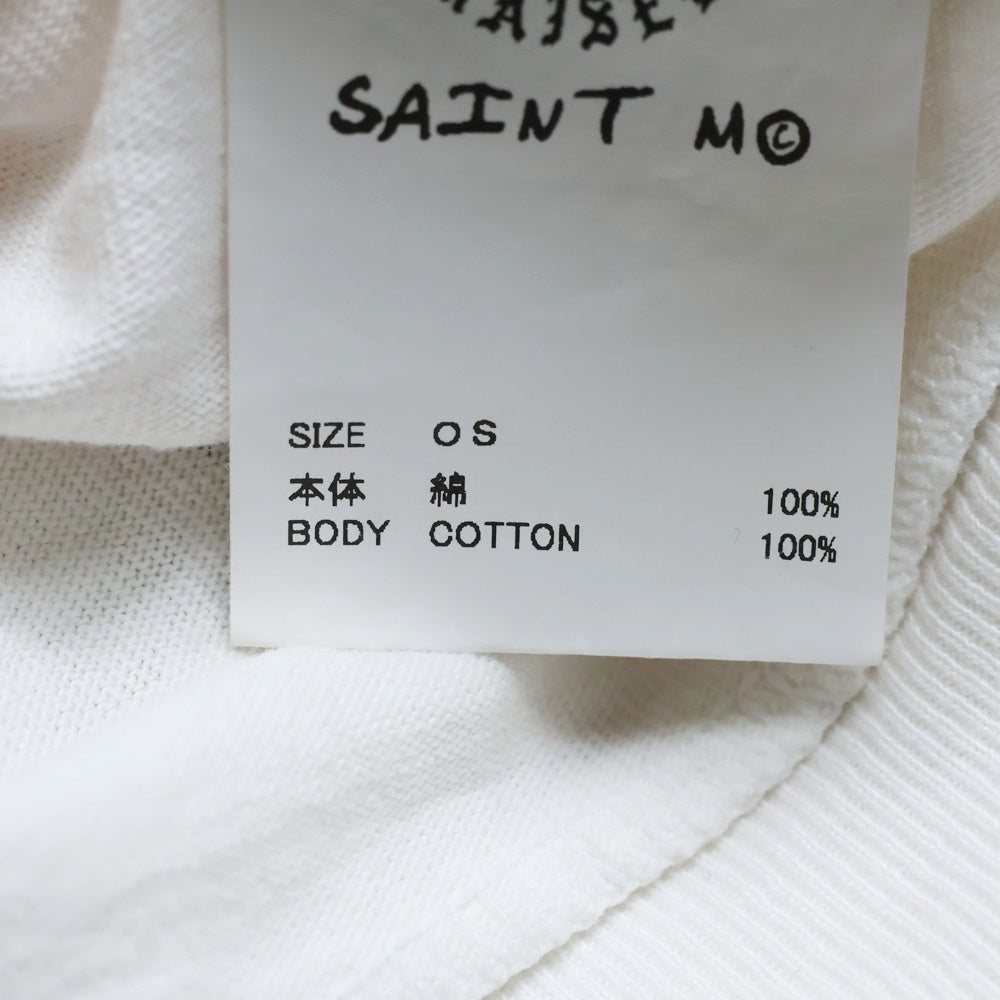 SAINT M©
SIZE OS
本体 綿 100%
BODY COTTON 100%